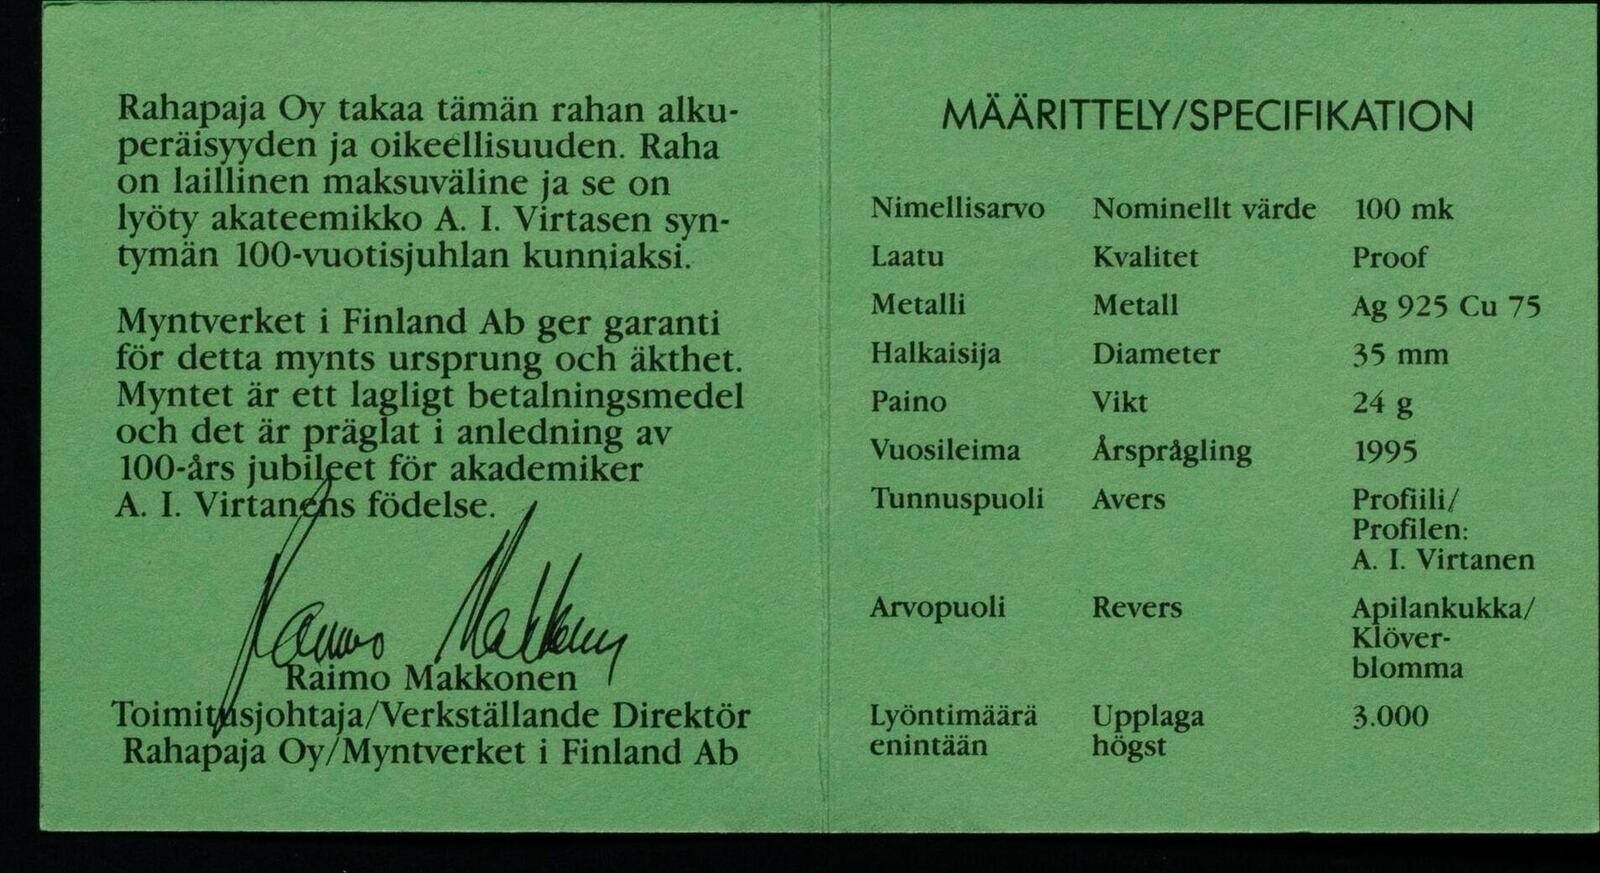 Rahapaja Oy takaa tämän rahan alku-
peräisyyden ja oikeellisuuden. Raha
on laillinen maksuväline ja se on
lyöty akateemikko A. I. Virtasen syn-
tymän 100-vuotisjuhlan kunniaksi.
Myntverket i Finland Ab ger garanti
för detta mynts ursprung och äkthet.
Myntet är ett lagligt betalningsmedel
och det är präglat i anledning av
100-års jubileet för akademiker
A. I. Virtanens födelse.
Raimo Makkonen
Raimo Makkonen
Toimitusjohtaja/Verkställande Direktör
Rahapaja Oy/Myntverket i Finland Ab
MÄÄRITTELY/SPECIFIKATION
Nimellisarvo Nominellt värde 100 mk
Laatu Kvalitet Proof
Metalli Metall Ag 925 Cu 75
Halkaisija Diameter 35 mm
Paino Vikt 24 g
Vuosileima Årsprågling 1995
Tunnuspuoli Avers Profiili/
Profilen:
A. I. Virtanen
Arvopuoli Revers Apilankukka/
Klöver-
blomma
Lyöntimäärä Upplaga 3.000
enintään högst